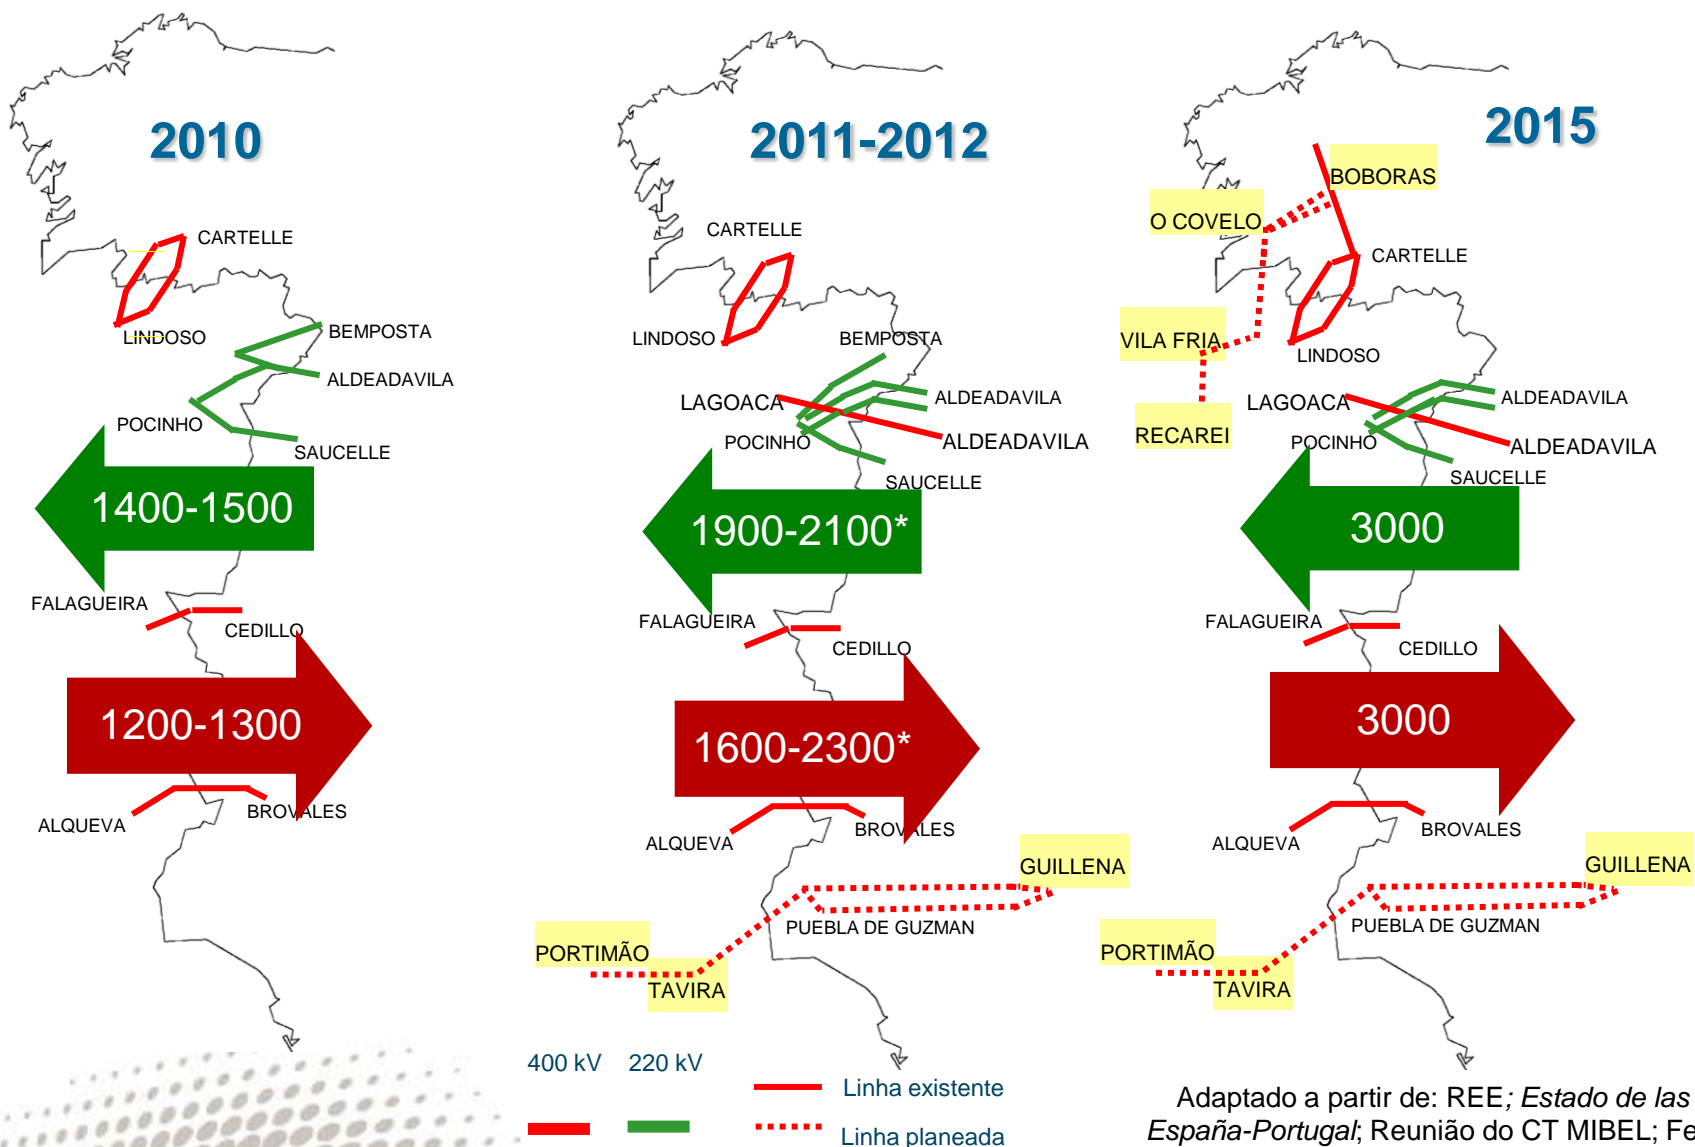 2010
CARTELLE
LINDOSO
BEMPOSTA
ALDEADAVILA
POCINHO
SAUCELLE
1400-1500
FALAGUEIRA
CEDILLO
1200-1300
ALQUEVA
BROVALES
2011-2012
CARTELLE
LINDOSO
BEMPOSTA
LAGOACA
ALDEADAVILA
POCINHO
ALDEADAVILA
SAUCELLE
1900-2100*
FALAGUEIRA
CEDILLO
1600-2300*
ALQUEVA
BROVALES
GUILLENA
PUEBLA DE GUZMAN
PORTIMÃO
TAVIRA
2015
BOBORAS
O COVELO
CARTELLE
VILA FRIA
LINDOSO
RECAREI
LAGOACA
ALDEADAVILA
POCINHO
ALDEADAVILA
SAUCELLE
3000
FALAGUEIRA
CEDILLO
3000
ALQUEVA
BROVALES
GUILLENA
PUEBLA DE GUZMAN
PORTIMÃO
TAVIRA
400 kV 220 kV
Linha existente
Linha planeada
Adaptado a partir de: REE; Estado de las
España-Portugal; Reunião do CT MIBEL; Fe